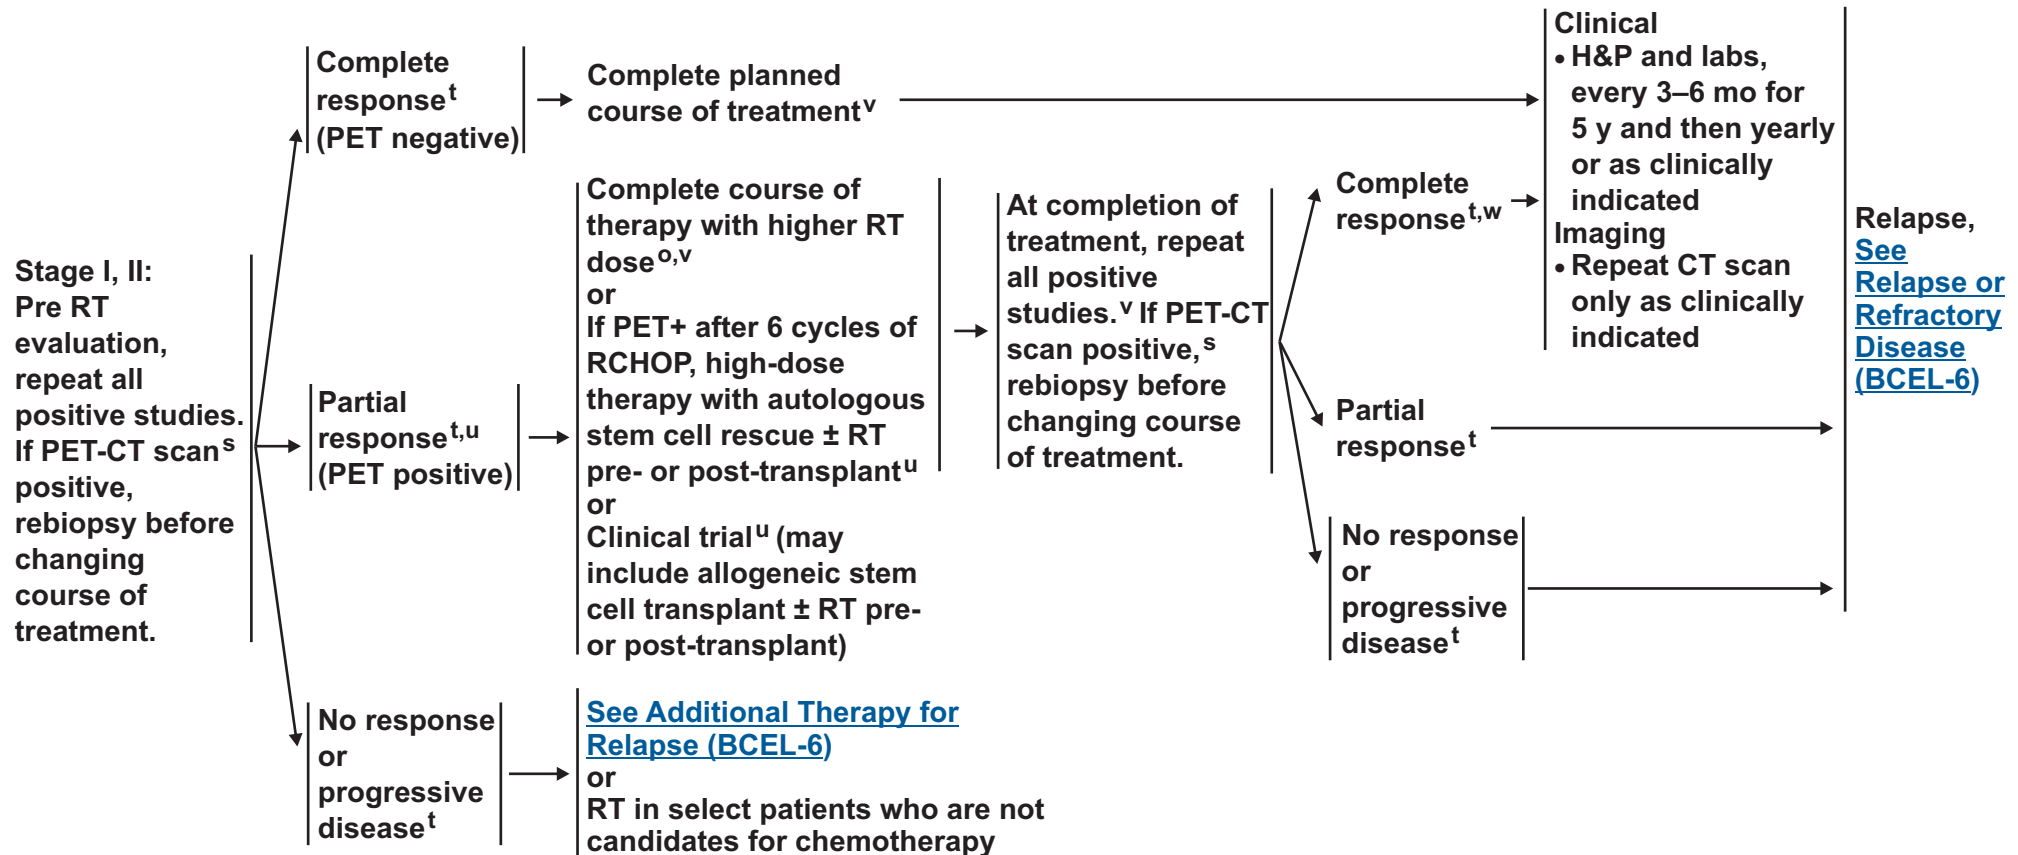 Stage I, II:
Pre RT
evaluation,
repeat all
positive studies.
If PET-CT scan s
positive,
rebiopsy before
changing
course of
treatment.
Complete
response t
(PET negative)
Complete planned
course of treatment v
Partial
response t,u
(PET positive)
Complete course of
therapy with higher RT
dose o,v
or
If PET+ after 6 cycles of
RCHOP, high-dose
therapy with autologous
stem cell rescue ± RT
pre- or post-transplant u
or
Clinical trial u (may
include allogeneic stem
cell transplant ± RT pre-
or post-transplant)
At completion of
treatment, repeat
all positive
studies. v If PET-CT
scan positive, s
rebiopsy before
changing course
of treatment.
Complete
response t,w
Clinical
• H&P and labs,
every 3–6 mo for
5 y and then yearly
or as clinically
indicated
Imaging
• Repeat CT scan
only as clinically
indicated
Partial
response t
No response
or
progressive
disease t
Relapse,
See
Relapse or
Refractory
Disease
(BCEL-6)
No response
or
progressive
disease t
See Additional Therapy for
Relapse (BCEL-6)
or
RT in select patients who are not
candidates for chemotherapy